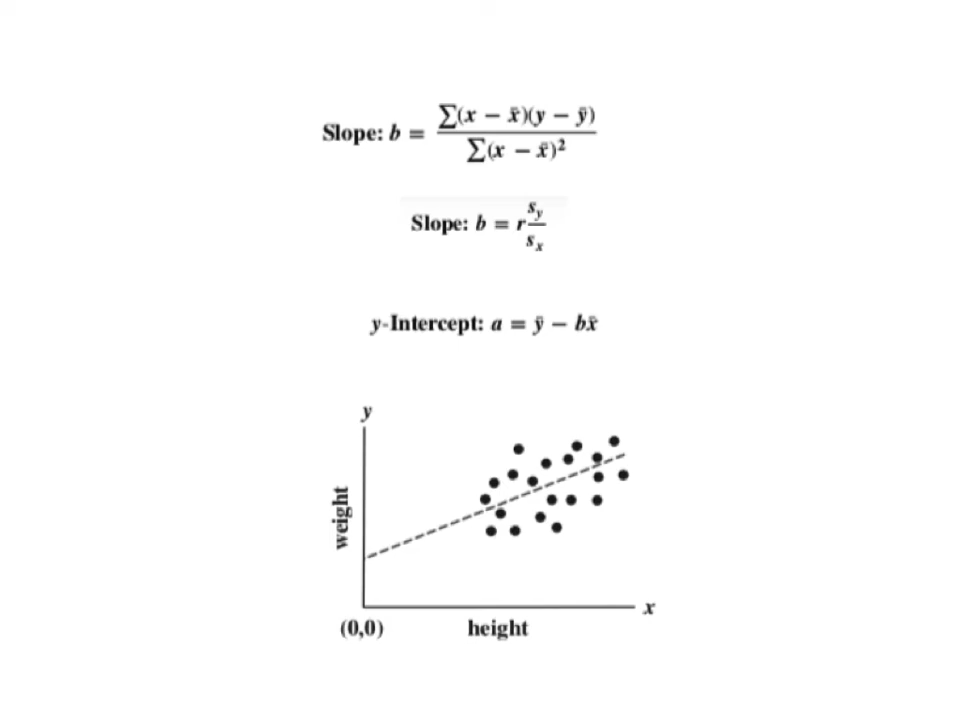 Slope: b = ∑(x − x̄)(y − ȳ) / ∑(x − x̄)²
Slope: b = r s_y / s_x
y-Intercept: a = ȳ − bx̄
y
weight
x
(0,0) height